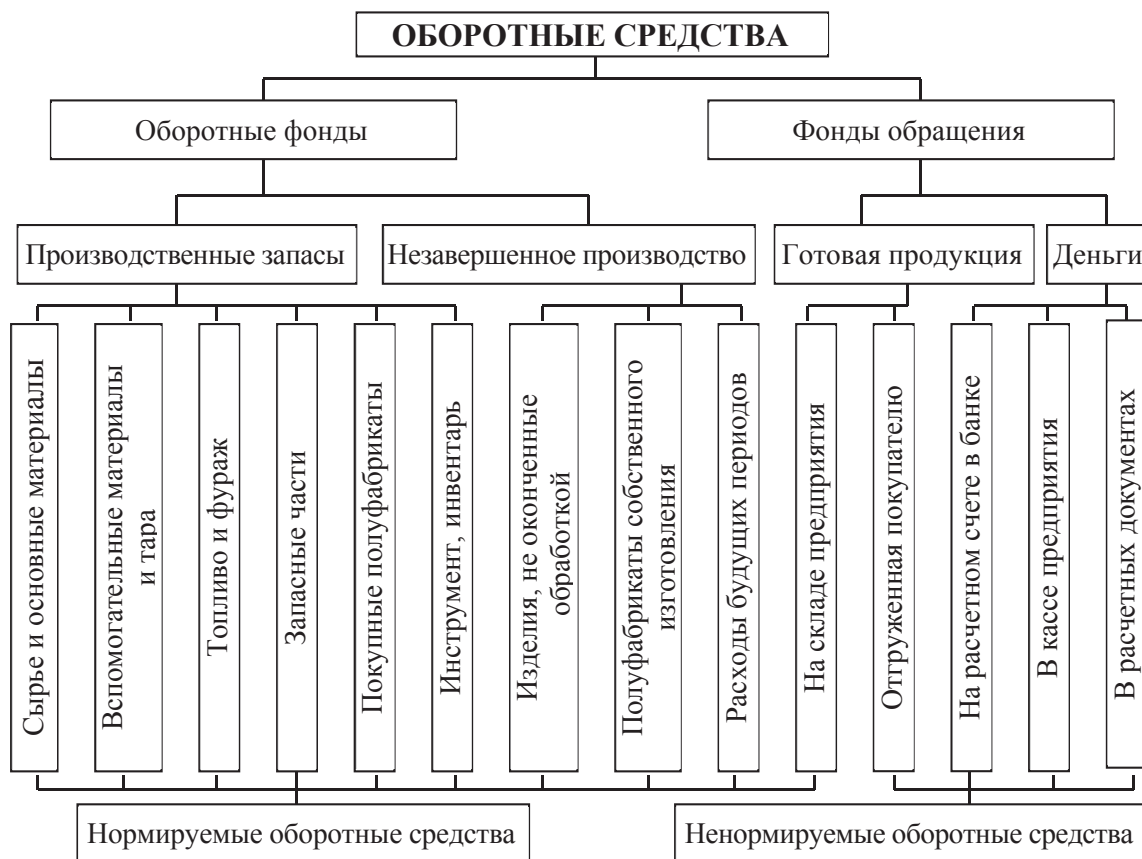 ОБОРОТНЫЕ СРЕДСТВА
Оборотные фонды
Фонды обращения
Производственные запасы
Незавершенное производство
Готовая продукция
Деньги
Сырье и основные материалы
Вспомогательные материалы
и тара
Топливо и фураж
Запасные части
Покупные полуфабрикаты
Инструмент, инвентарь
Изделия, не оконченные
обработкой
Полуфабрикаты собственного
изготовления
Расходы будущих периодов
На складе предприятия
Отгруженная покупателю
На расчетном счете в банке
В кассе предприятия
В расчетных документах
Нормируемые оборотные средства
Ненормируемые оборотные средства